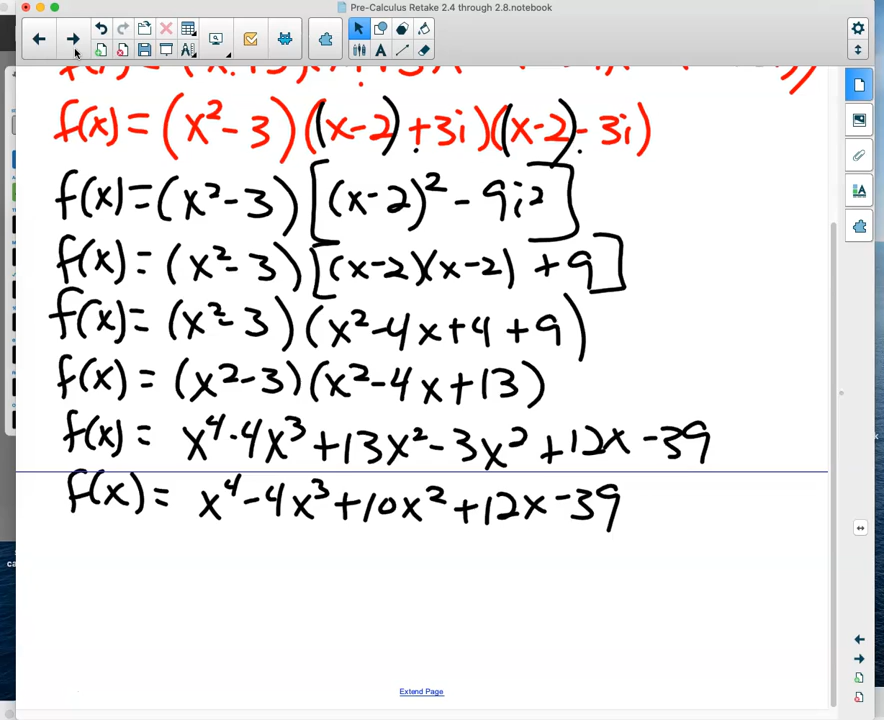 Pre-Calculus Retake 2.4 through 2.8.notebook
f(x) = (x² - 3)((x-2) + 3i)((x-2) - 3i)
f(x) = (x² - 3)[(x-2)² - 9i²]
f(x) = (x² - 3)[(x-2)(x-2) + 9]
f(x) = (x² - 3)(x² - 4x + 4 + 9)
f(x) = (x² - 3)(x² - 4x + 13)
f(x) = x⁴ - 4x³ + 13x² - 3x² + 12x - 39
f(x) = x⁴ - 4x³ + 10x² + 12x - 39
Extend Page